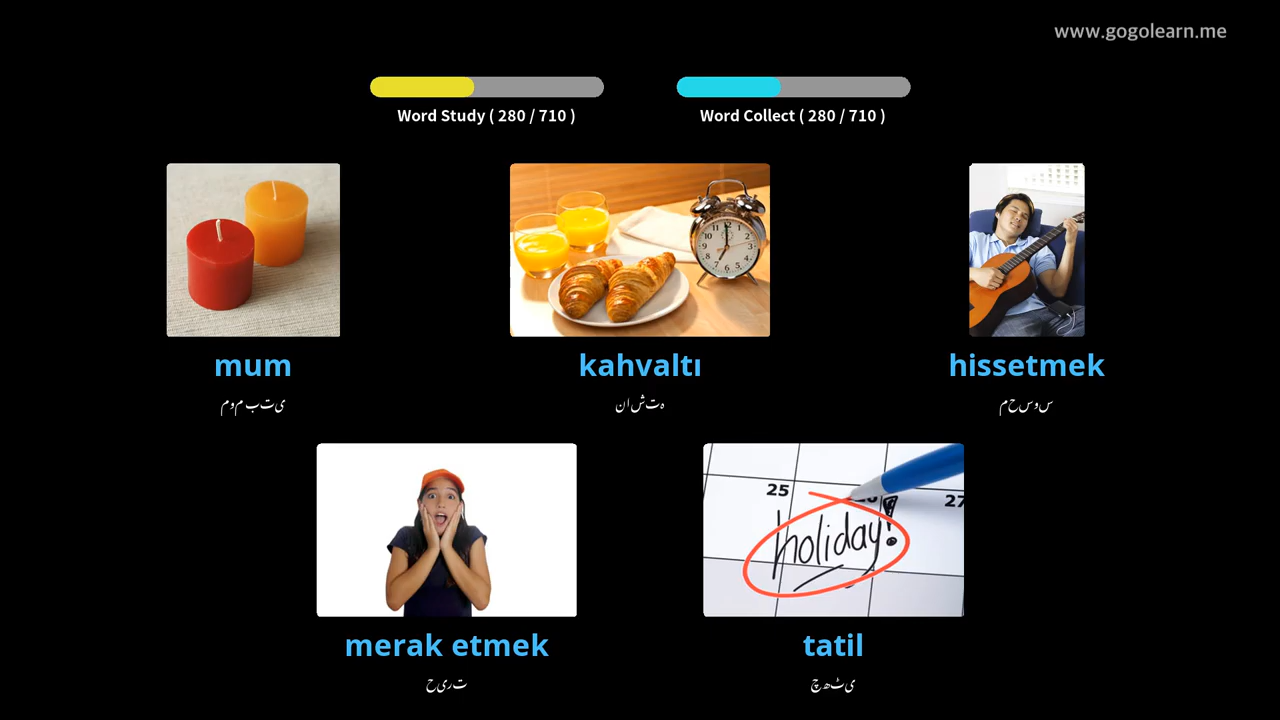 www.gogolearn.me
Word Study ( 280 / 710 )
Word Collect ( 280 / 710 )
mum
kahvaltı
hissetmek
موم بتی
ناشتہ
محسوس
25
27
holiday!
merak etmek
tatil
حیرت
چھٹی